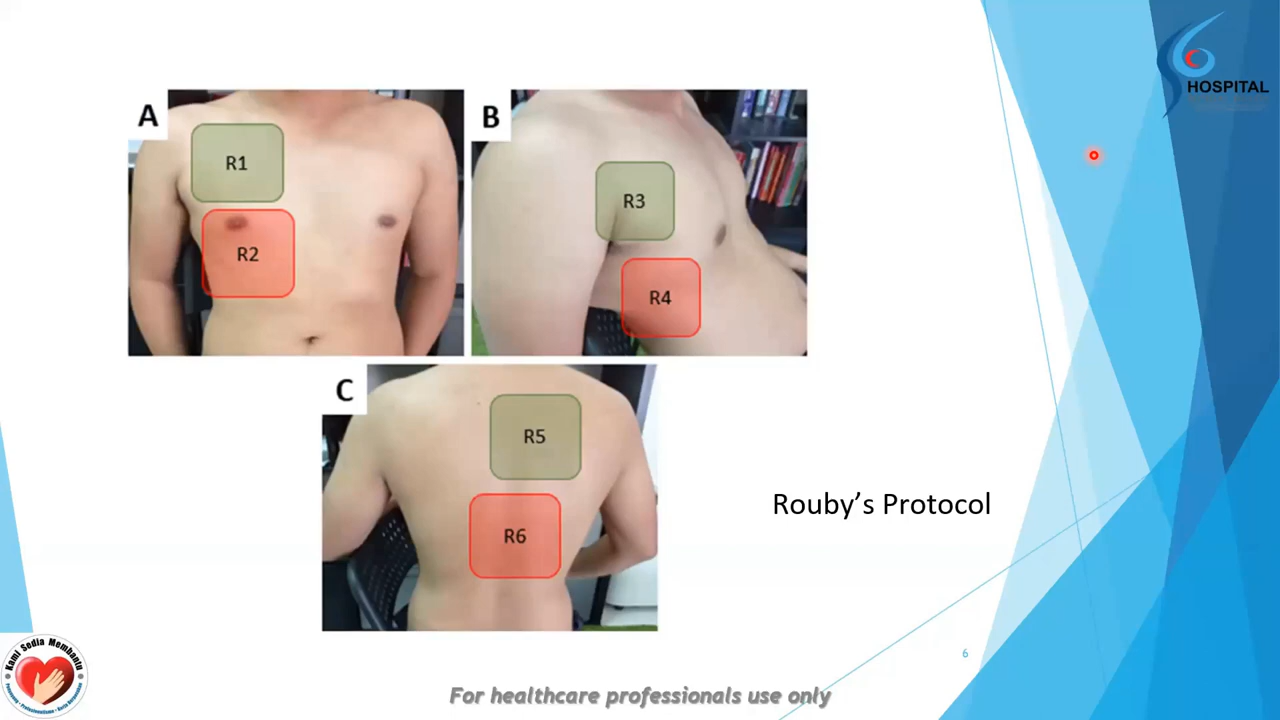 HOSPITAL
A
R1
R2
B
R3
R4
C
R5
R6
Rouby’s Protocol
6
For healthcare professionals use only
Kami Sedia Membantu